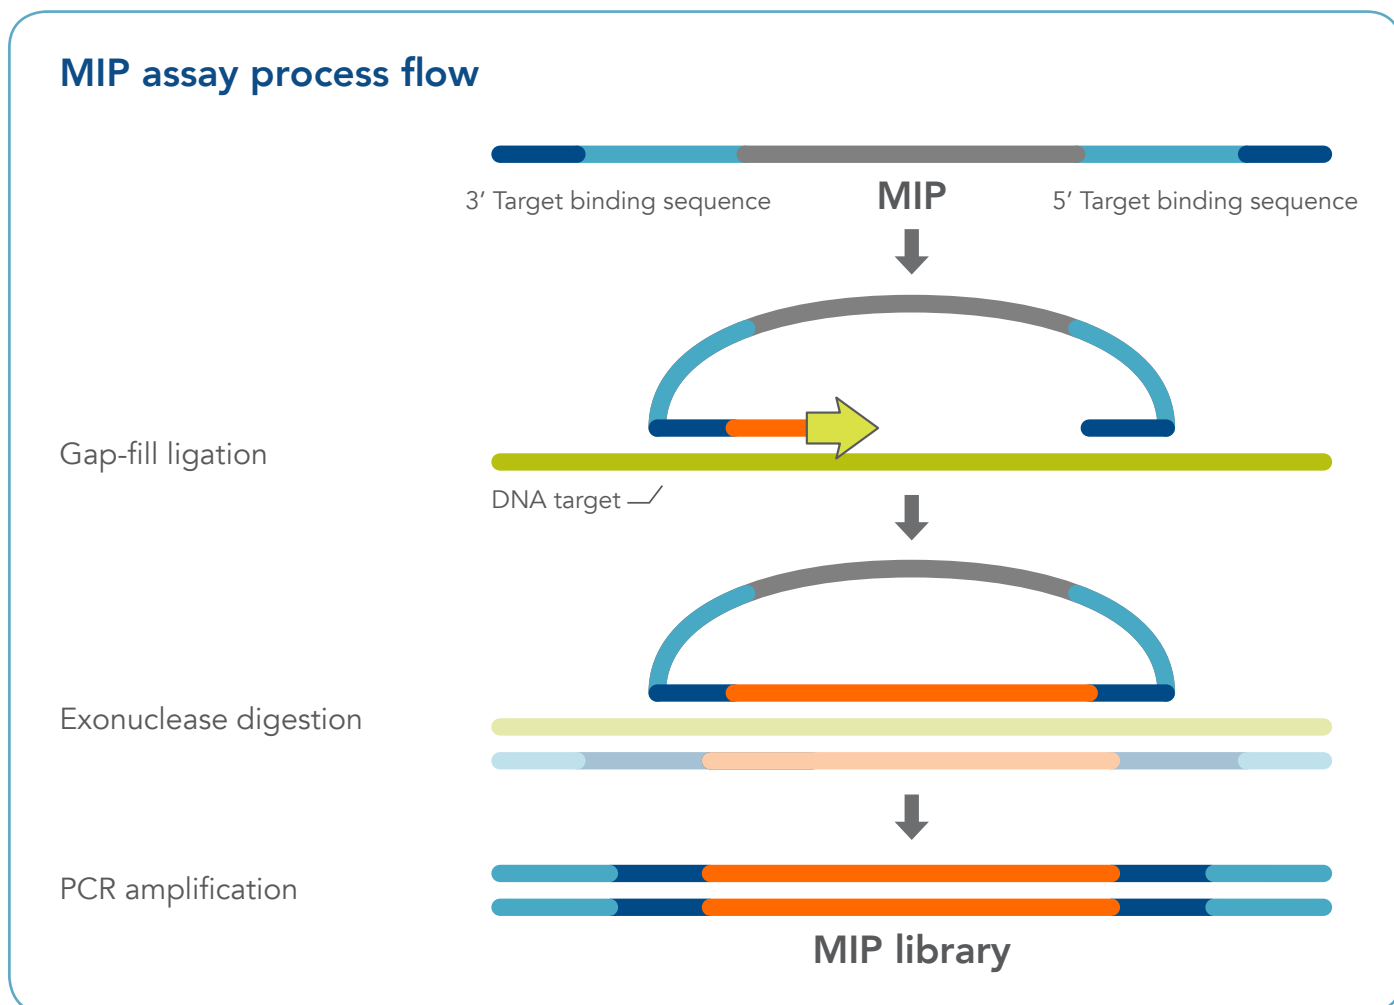 MIP assay process flow
3′ Target binding sequence
MIP
5′ Target binding sequence
Gap-fill ligation
DNA target
Exonuclease digestion
PCR amplification
MIP library